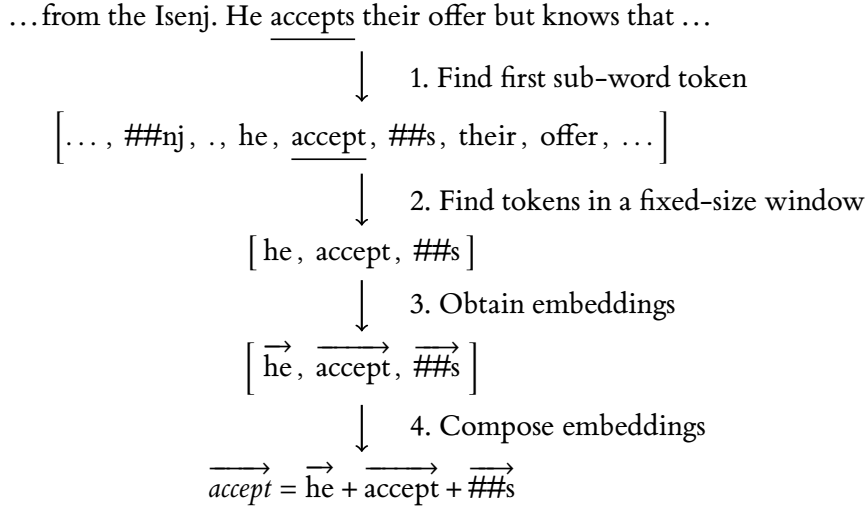 ...from the Isenj. He accepts their offer but knows that ...
1. Find first sub-word token
[..., ##nj, ., he, accept, ##s, their, offer, ...]
2. Find tokens in a fixed-size window
[he, accept, ##s]
3. Obtain embeddings
[he, accept, ##s]
4. Compose embeddings
accept = he + accept + ##s